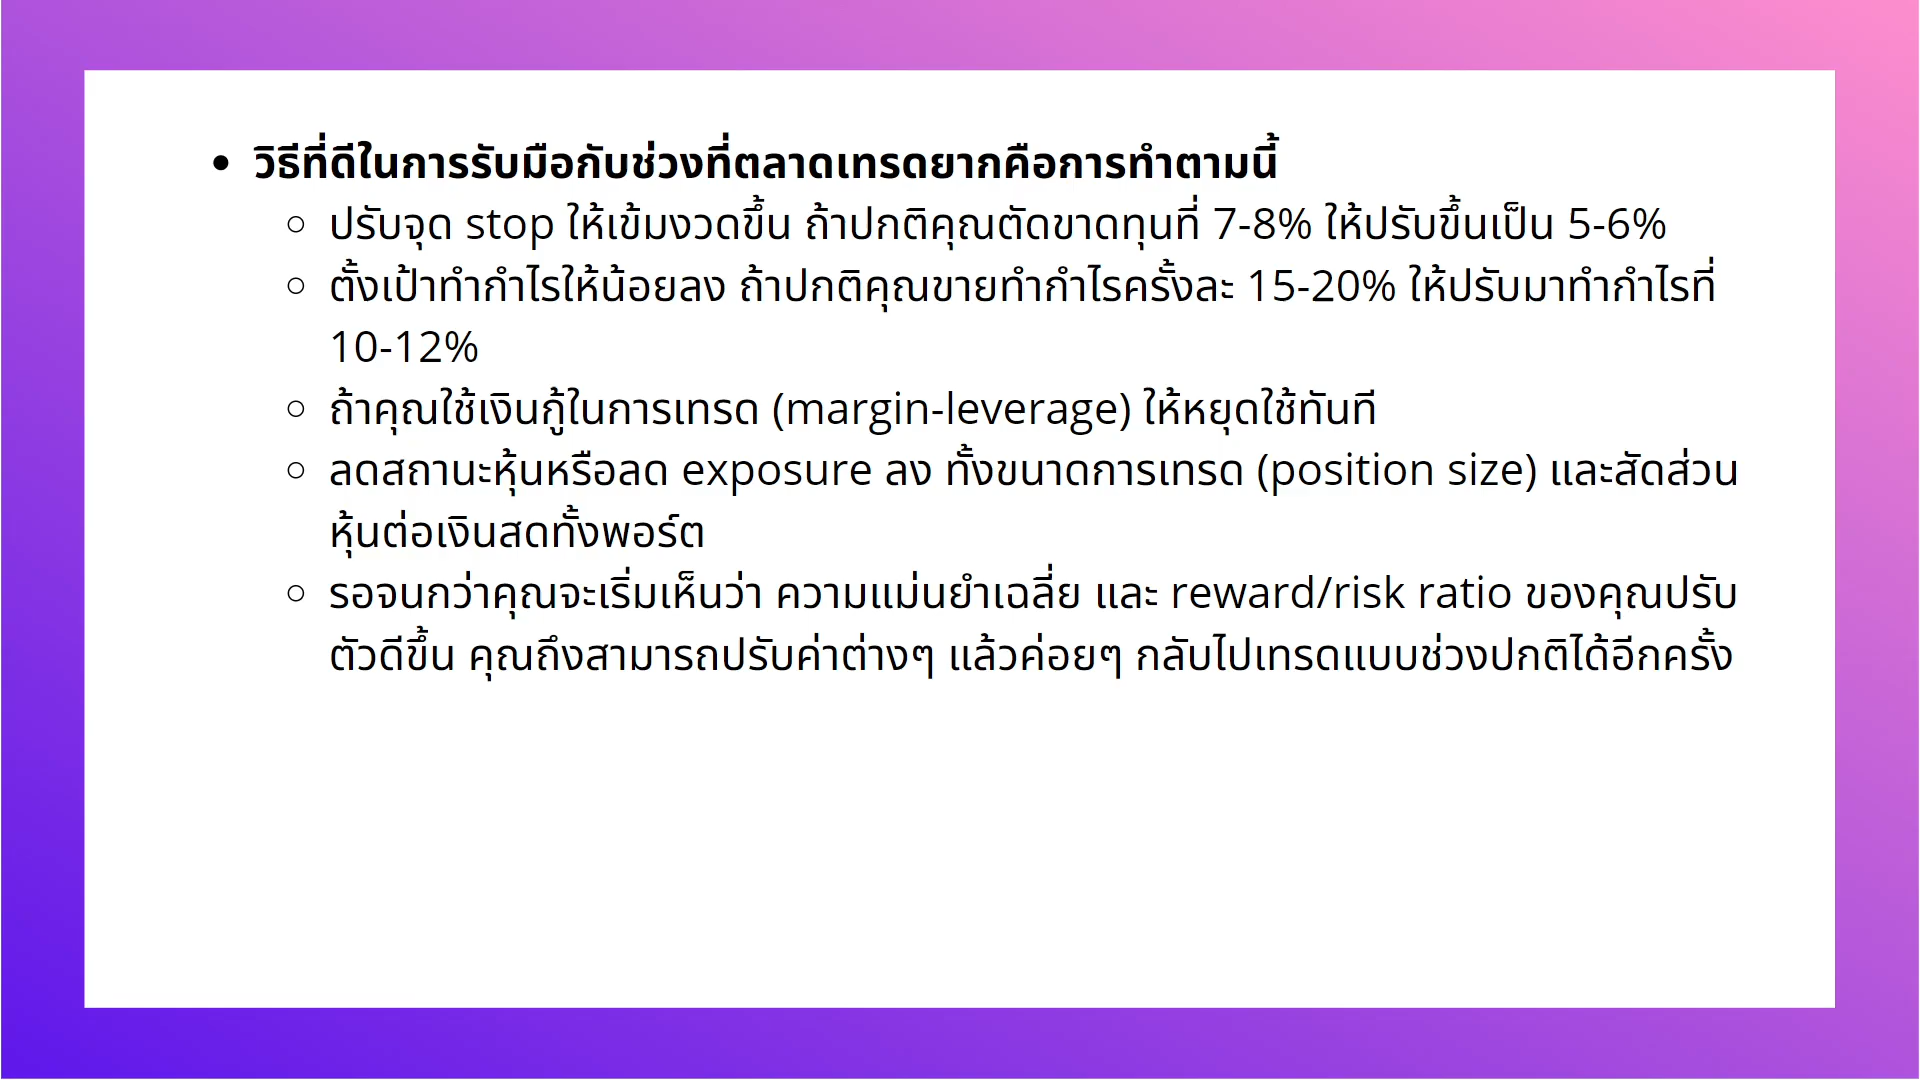 • วิธีที่ดีในการรับมือกับช่วงที่ตลาดเทรดยากคือการทำตามนี้
○ ปรับจุด stop ให้เข้มงวดขึ้น ถ้าปกติคุณตัดขาดทุนที่ 7-8% ให้ปรับขึ้นเป็น 5-6%
○ ตั้งเป้าทำกำไรให้น้อยลง ถ้าปกติคุณขายทำกำไรครั้งละ 15-20% ให้ปรับมาทำกำไรที่
10-12%
○ ถ้าคุณใช้เงินกู้ในการเทรด (margin-leverage) ให้หยุดใช้ทันที
○ ลดสถานะหุ้นหรือลด exposure ลง ทั้งขนาดการเทรด (position size) และสัดส่วน
หุ้นต่อเงินสดทั้งพอร์ต
○ รอจนกว่าคุณจะเริ่มเห็นว่า ความแม่นยำเฉลี่ย และ reward/risk ratio ของคุณปรับ
ตัวดีขึ้น คุณถึงสามารถปรับค่าต่างๆ แล้วค่อยๆ กลับไปเทรดแบบช่วงปกติได้อีกครั้ง